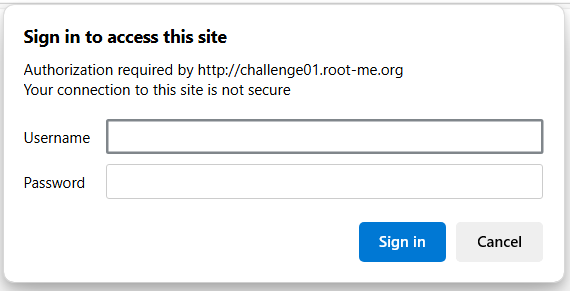 Sign in to access this site
Authorization required by http://challenge01.root-me.org
Your connection to this site is not secure
Username
Password
Sign in
Cancel